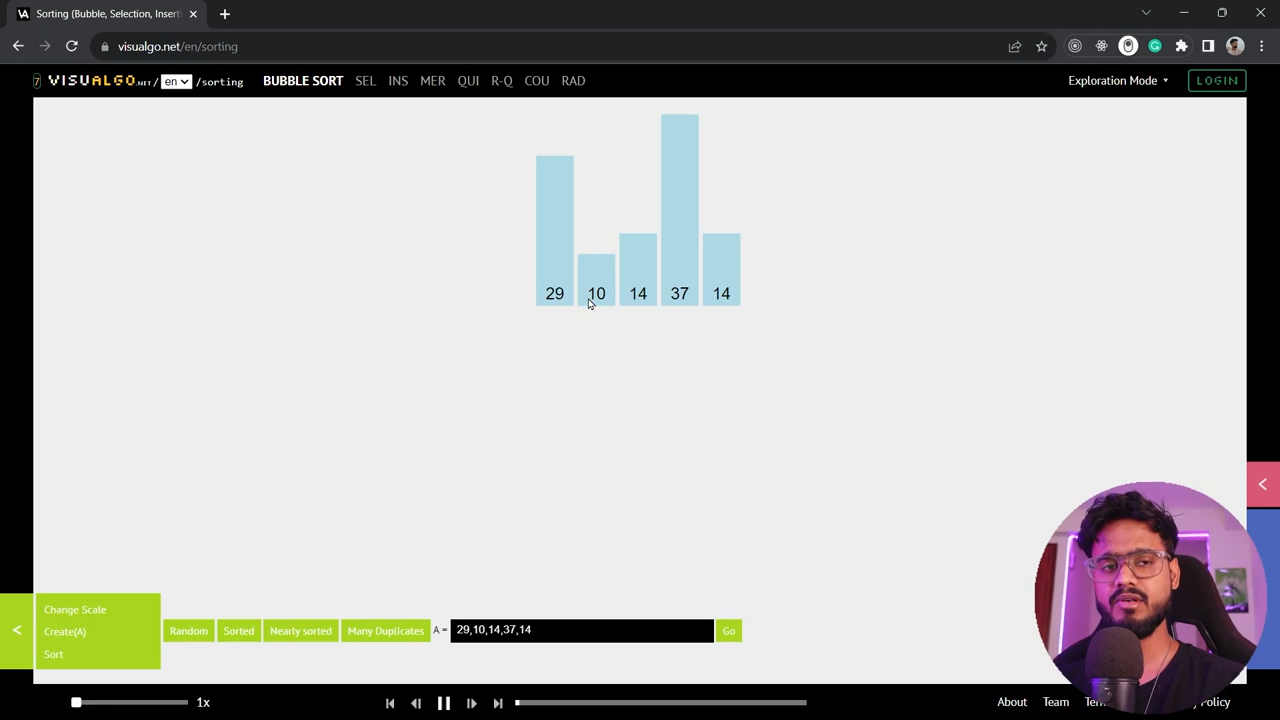 Sorting (Bubble, Selection, Insert
visualgo.net/en/sorting
7 VISUALGO.NET/ en /sorting BUBBLE SORT SEL INS MER QUI R-Q COU RAD Exploration Mode LOGIN
29 10 14 37 14
Change Scale
Create(A) Random Sorted Nearly sorted Many Duplicates A = 29,10,14,37,14 Go
Sort
1x About Team Policy